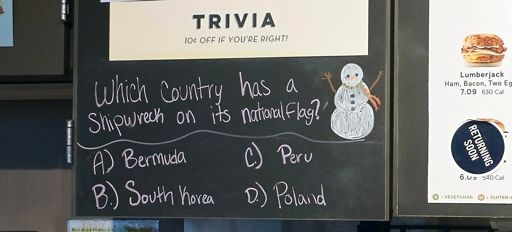 TRIVIA
10¢ OFF IF YOU'RE RIGHT!
Which Country has a
Shipwreck on its national flag?
A.) Bermuda
C.) Peru
B.) South Korea
D.) Poland
Lumberjack
Ham, Bacon, Two Eg
7.09 630 Cal
RETURNING
SOON
540 Cal
VEGETARIAN
GLUTEN-